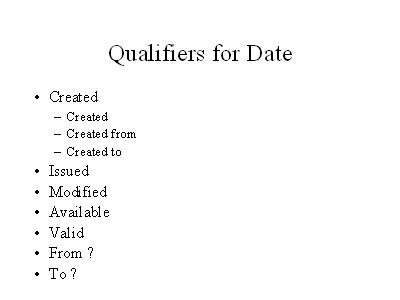 Qualifiers for Date
• Created
– Created
– Created from
– Created to
• Issued
• Modified
• Available
• Valid
• From ?
• To ?